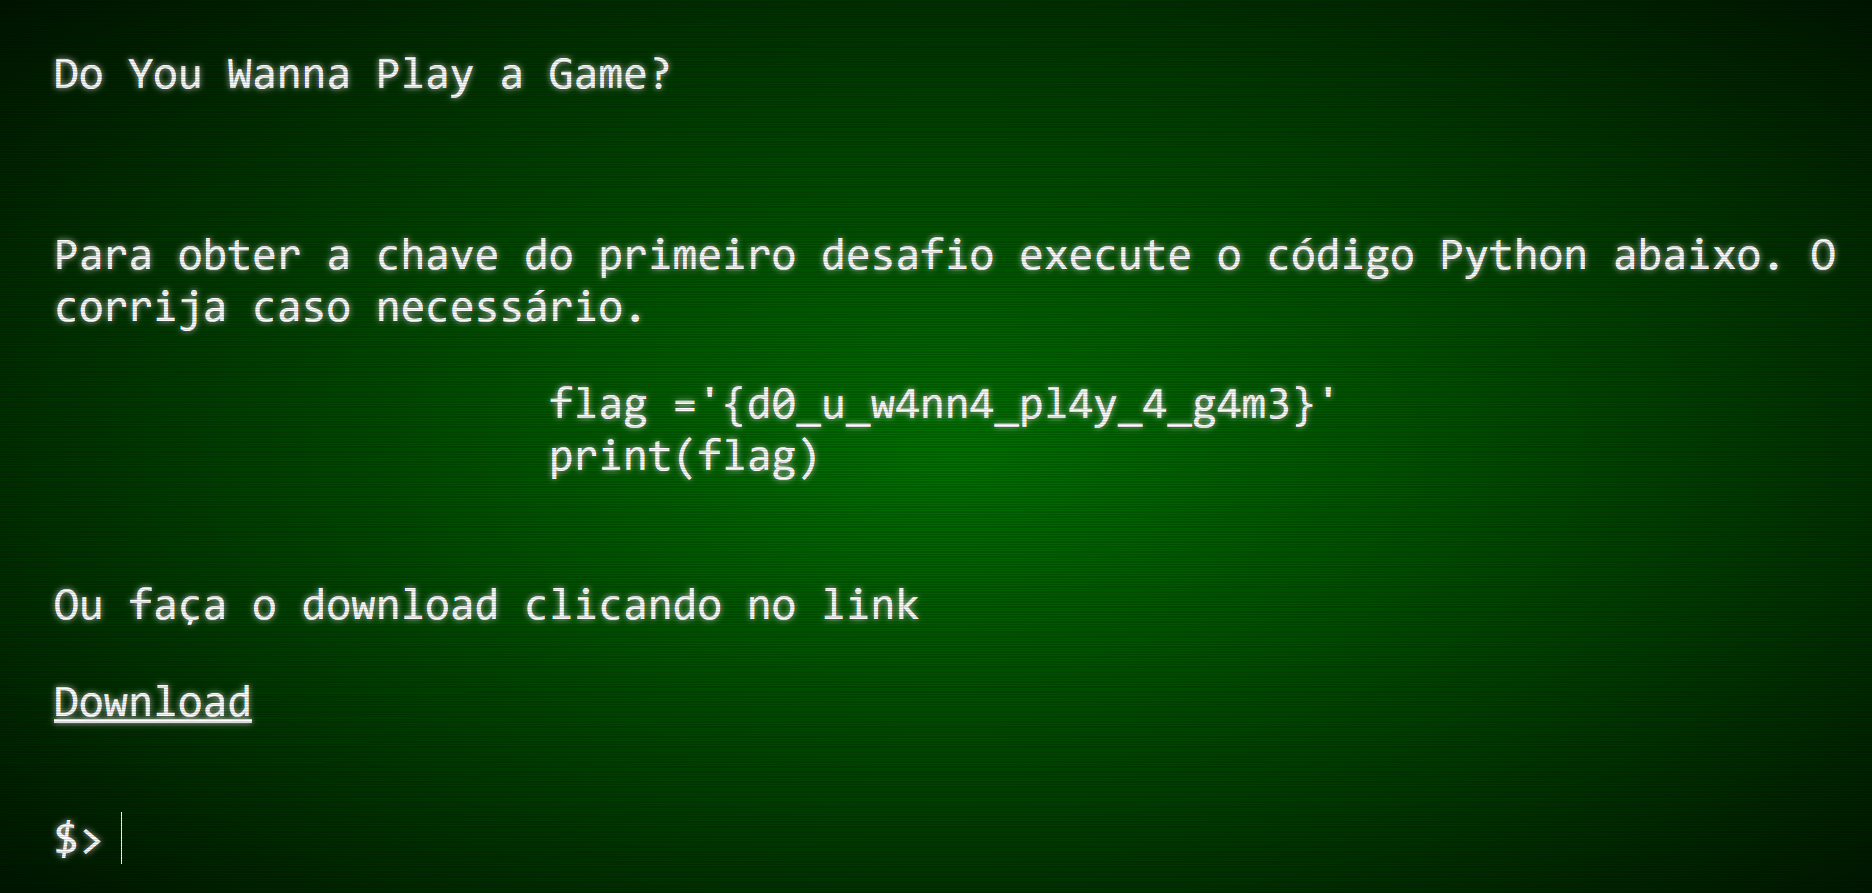 Do You Wanna Play a Game?
Para obter a chave do primeiro desafio execute o código Python abaixo. O
corrija caso necessário.
flag ='{d0_u_w4nn4_pl4y_4_g4m3}'
print(flag)
Ou faça o download clicando no link
Download
$>